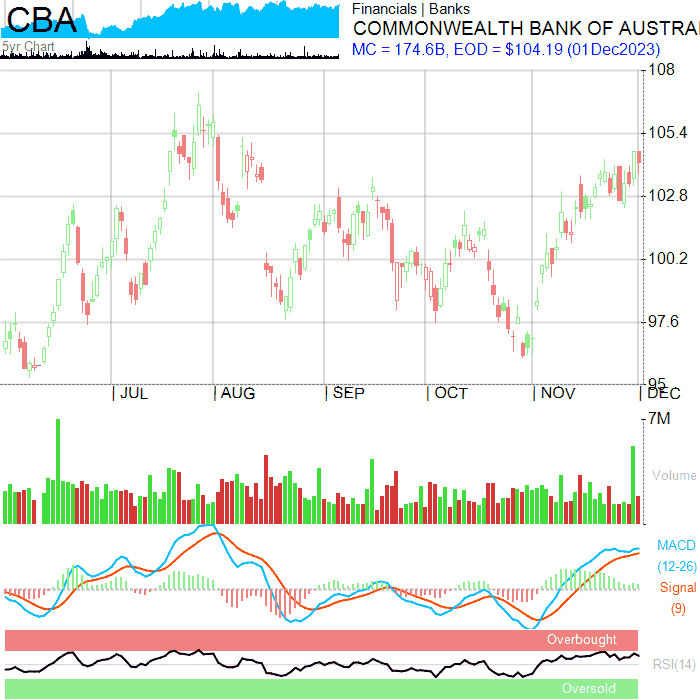 CBA
5yr Chart
Financials | Banks
COMMONWEALTH BANK OF AUSTRA
MC = 174.6B, EOD = $104.19 (01Dec2023)
108
105.4
102.8
100.2
97.6
95
JUL AUG SEP OCT NOV DEC
7M
Volume
MACD
(12-26)
Signal
(9)
Overbought
RSI(14)
Oversold